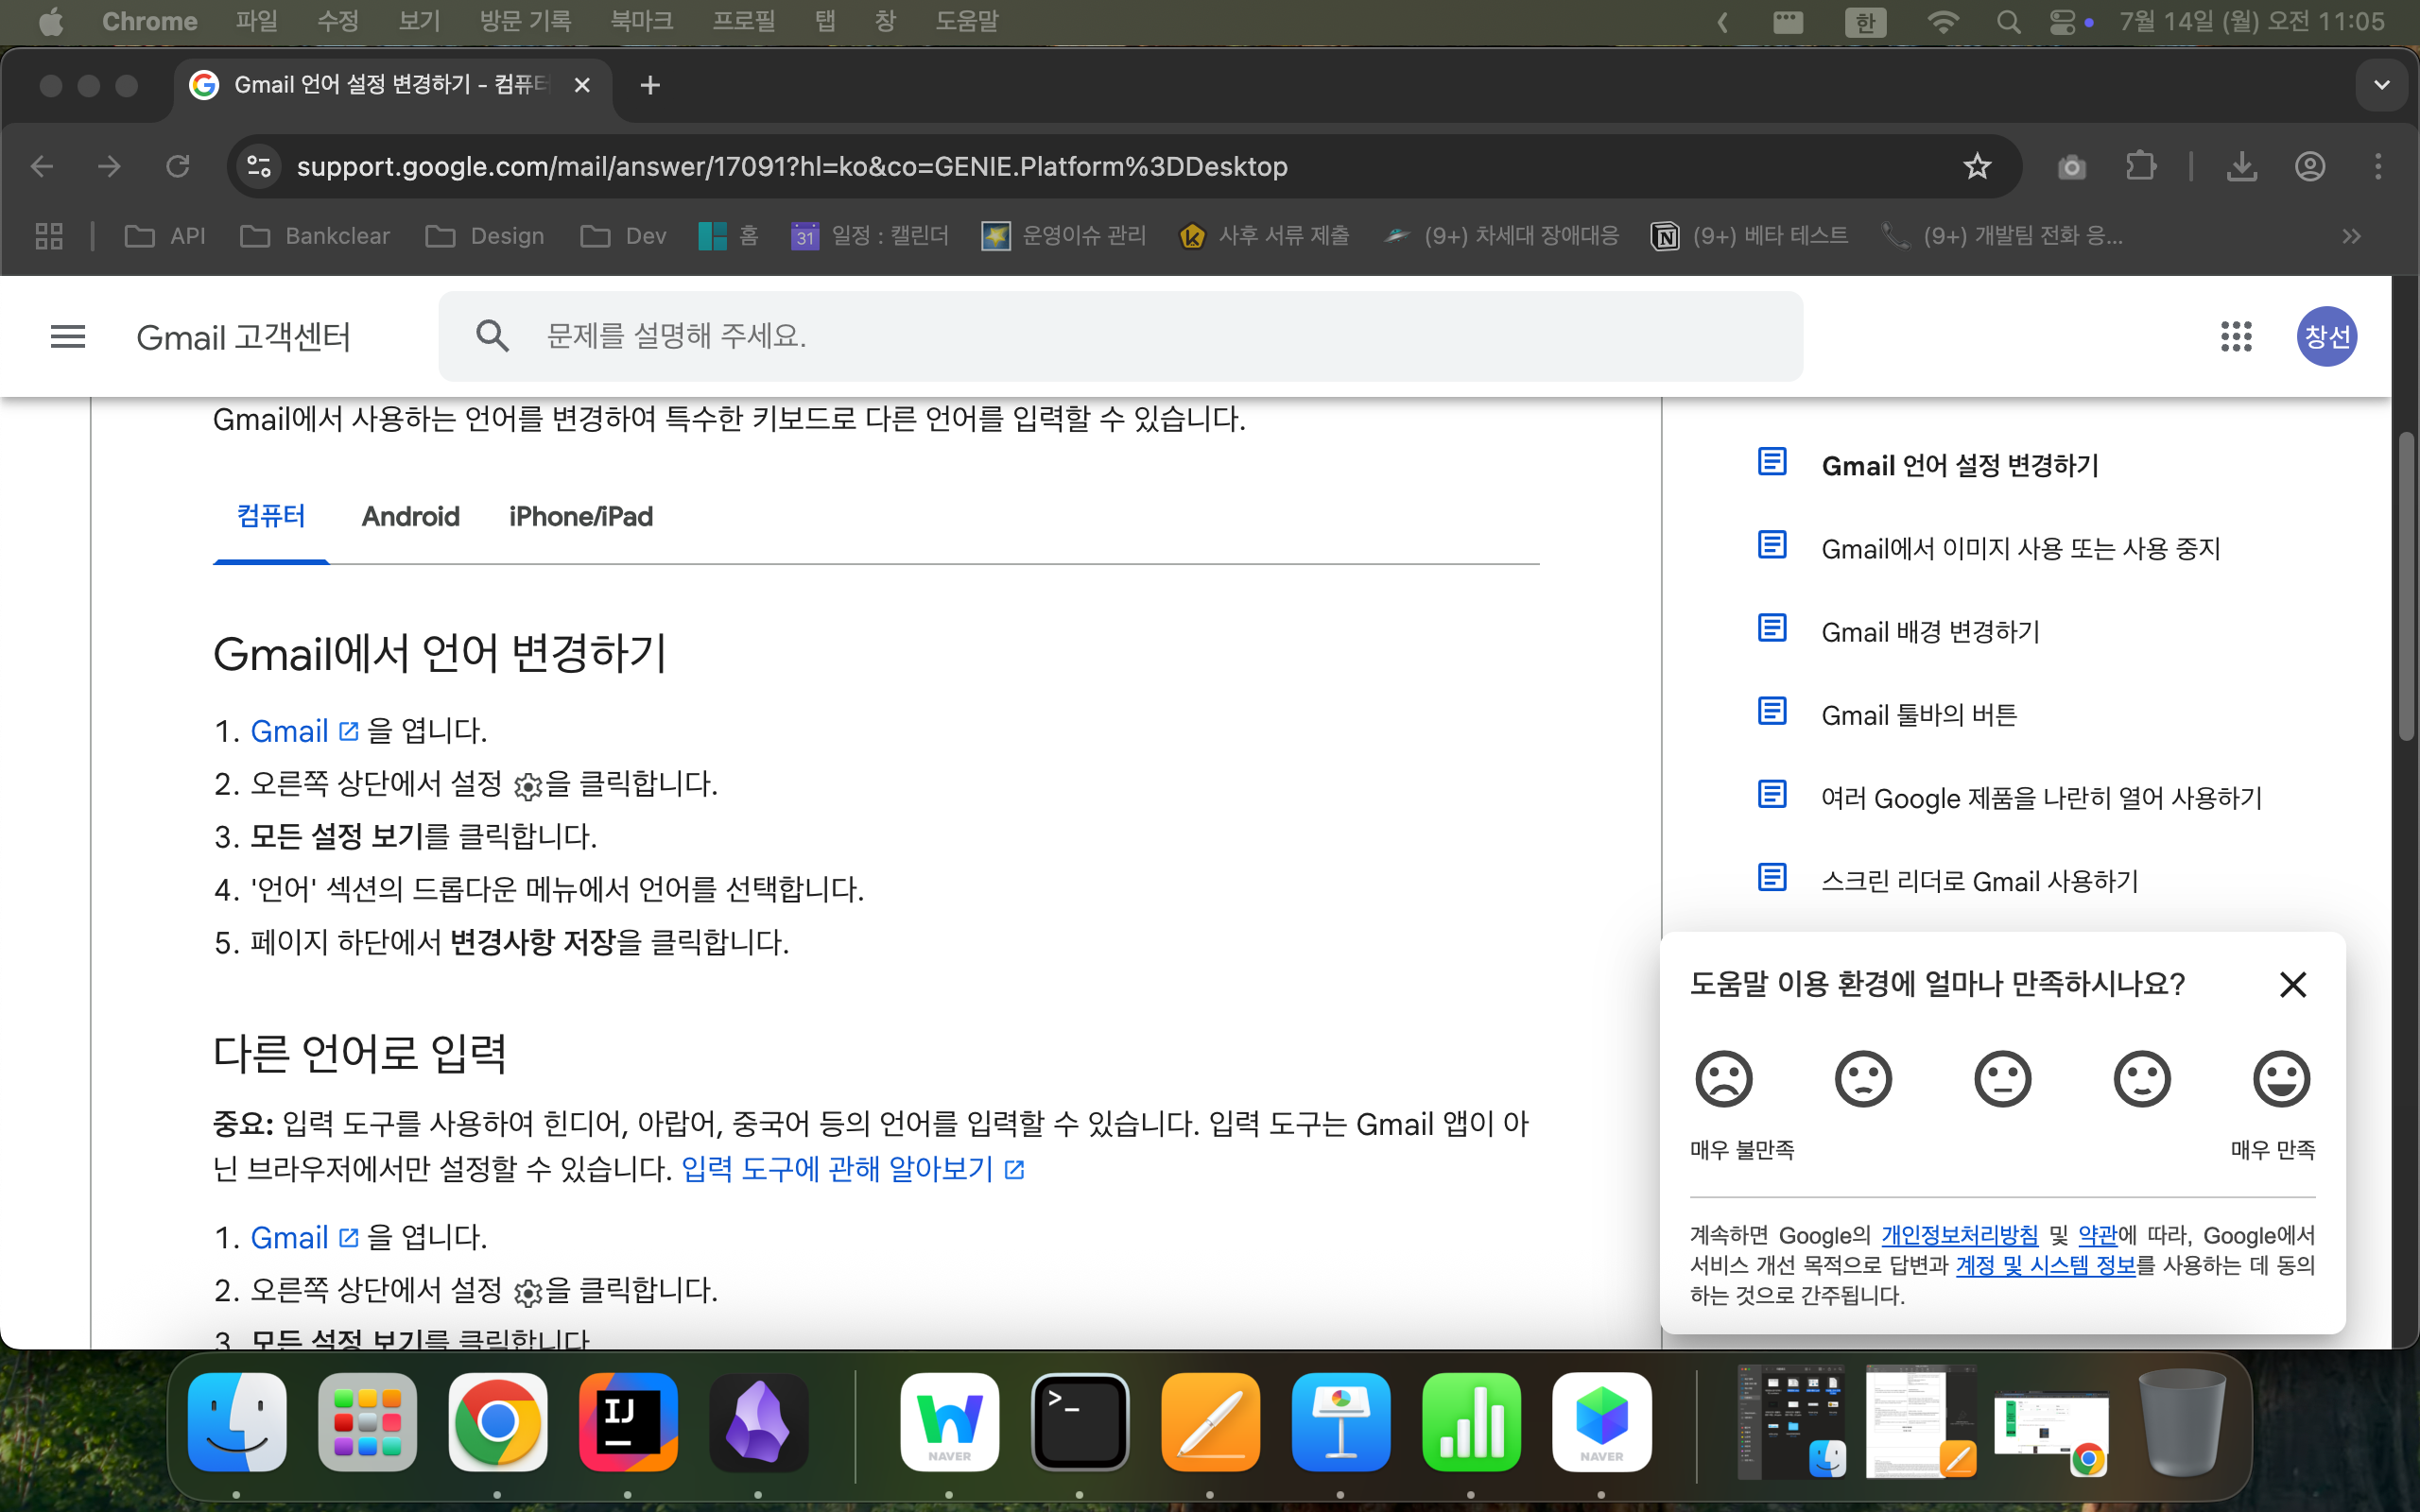 Chrome 파일 수정 보기 방문 기록 북마크 프로필 탭 창 도움말 한 7월 14일 (월) 오전 11:05
Gmail 언어 설정 변경하기 - 컴퓨터
support.google.com/mail/answer/17091?hl=ko&co=GENIE.Platform%3DDesktop
API Bankclear Design Dev 홈 31 일정 : 캘린더 운영이슈 관리 사후 서류 제출 (9+) 차세대 장애대응 (9+) 베타 테스트 (9+) 개발팀 전화 응...
Gmail 고객센터
문제를 설명해 주세요.
창선
Gmail에서 사용하는 언어를 변경하여 특수한 키보드로 다른 언어를 입력할 수 있습니다.
컴퓨터 Android iPhone/iPad
Gmail에서 언어 변경하기
1. Gmail 을 엽니다.
2. 오른쪽 상단에서 설정 을 클릭합니다.
3. 모든 설정 보기를 클릭합니다.
4. '언어' 섹션의 드롭다운 메뉴에서 언어를 선택합니다.
5. 페이지 하단에서 변경사항 저장을 클릭합니다.
다른 언어로 입력
중요: 입력 도구를 사용하여 힌디어, 아랍어, 중국어 등의 언어를 입력할 수 있습니다. 입력 도구는 Gmail 앱이 아
닌 브라우저에서만 설정할 수 있습니다. 입력 도구에 관해 알아보기
1. Gmail 을 엽니다.
2. 오른쪽 상단에서 설정 을 클릭합니다.
3. 모든 설정 보기를 클릭합니다
Gmail 언어 설정 변경하기
Gmail에서 이미지 사용 또는 사용 중지
Gmail 배경 변경하기
Gmail 툴바의 버튼
여러 Google 제품을 나란히 열어 사용하기
스크린 리더로 Gmail 사용하기
도움말 이용 환경에 얼마나 만족하시나요?
매우 불만족 매우 만족
계속하면 Google의 개인정보처리방침 및 약관에 따라, Google에서
서비스 개선 목적으로 답변과 계정 및 시스템 정보를 사용하는 데 동의
하는 것으로 간주됩니다.
IJ
NAVER
>_
NAVER